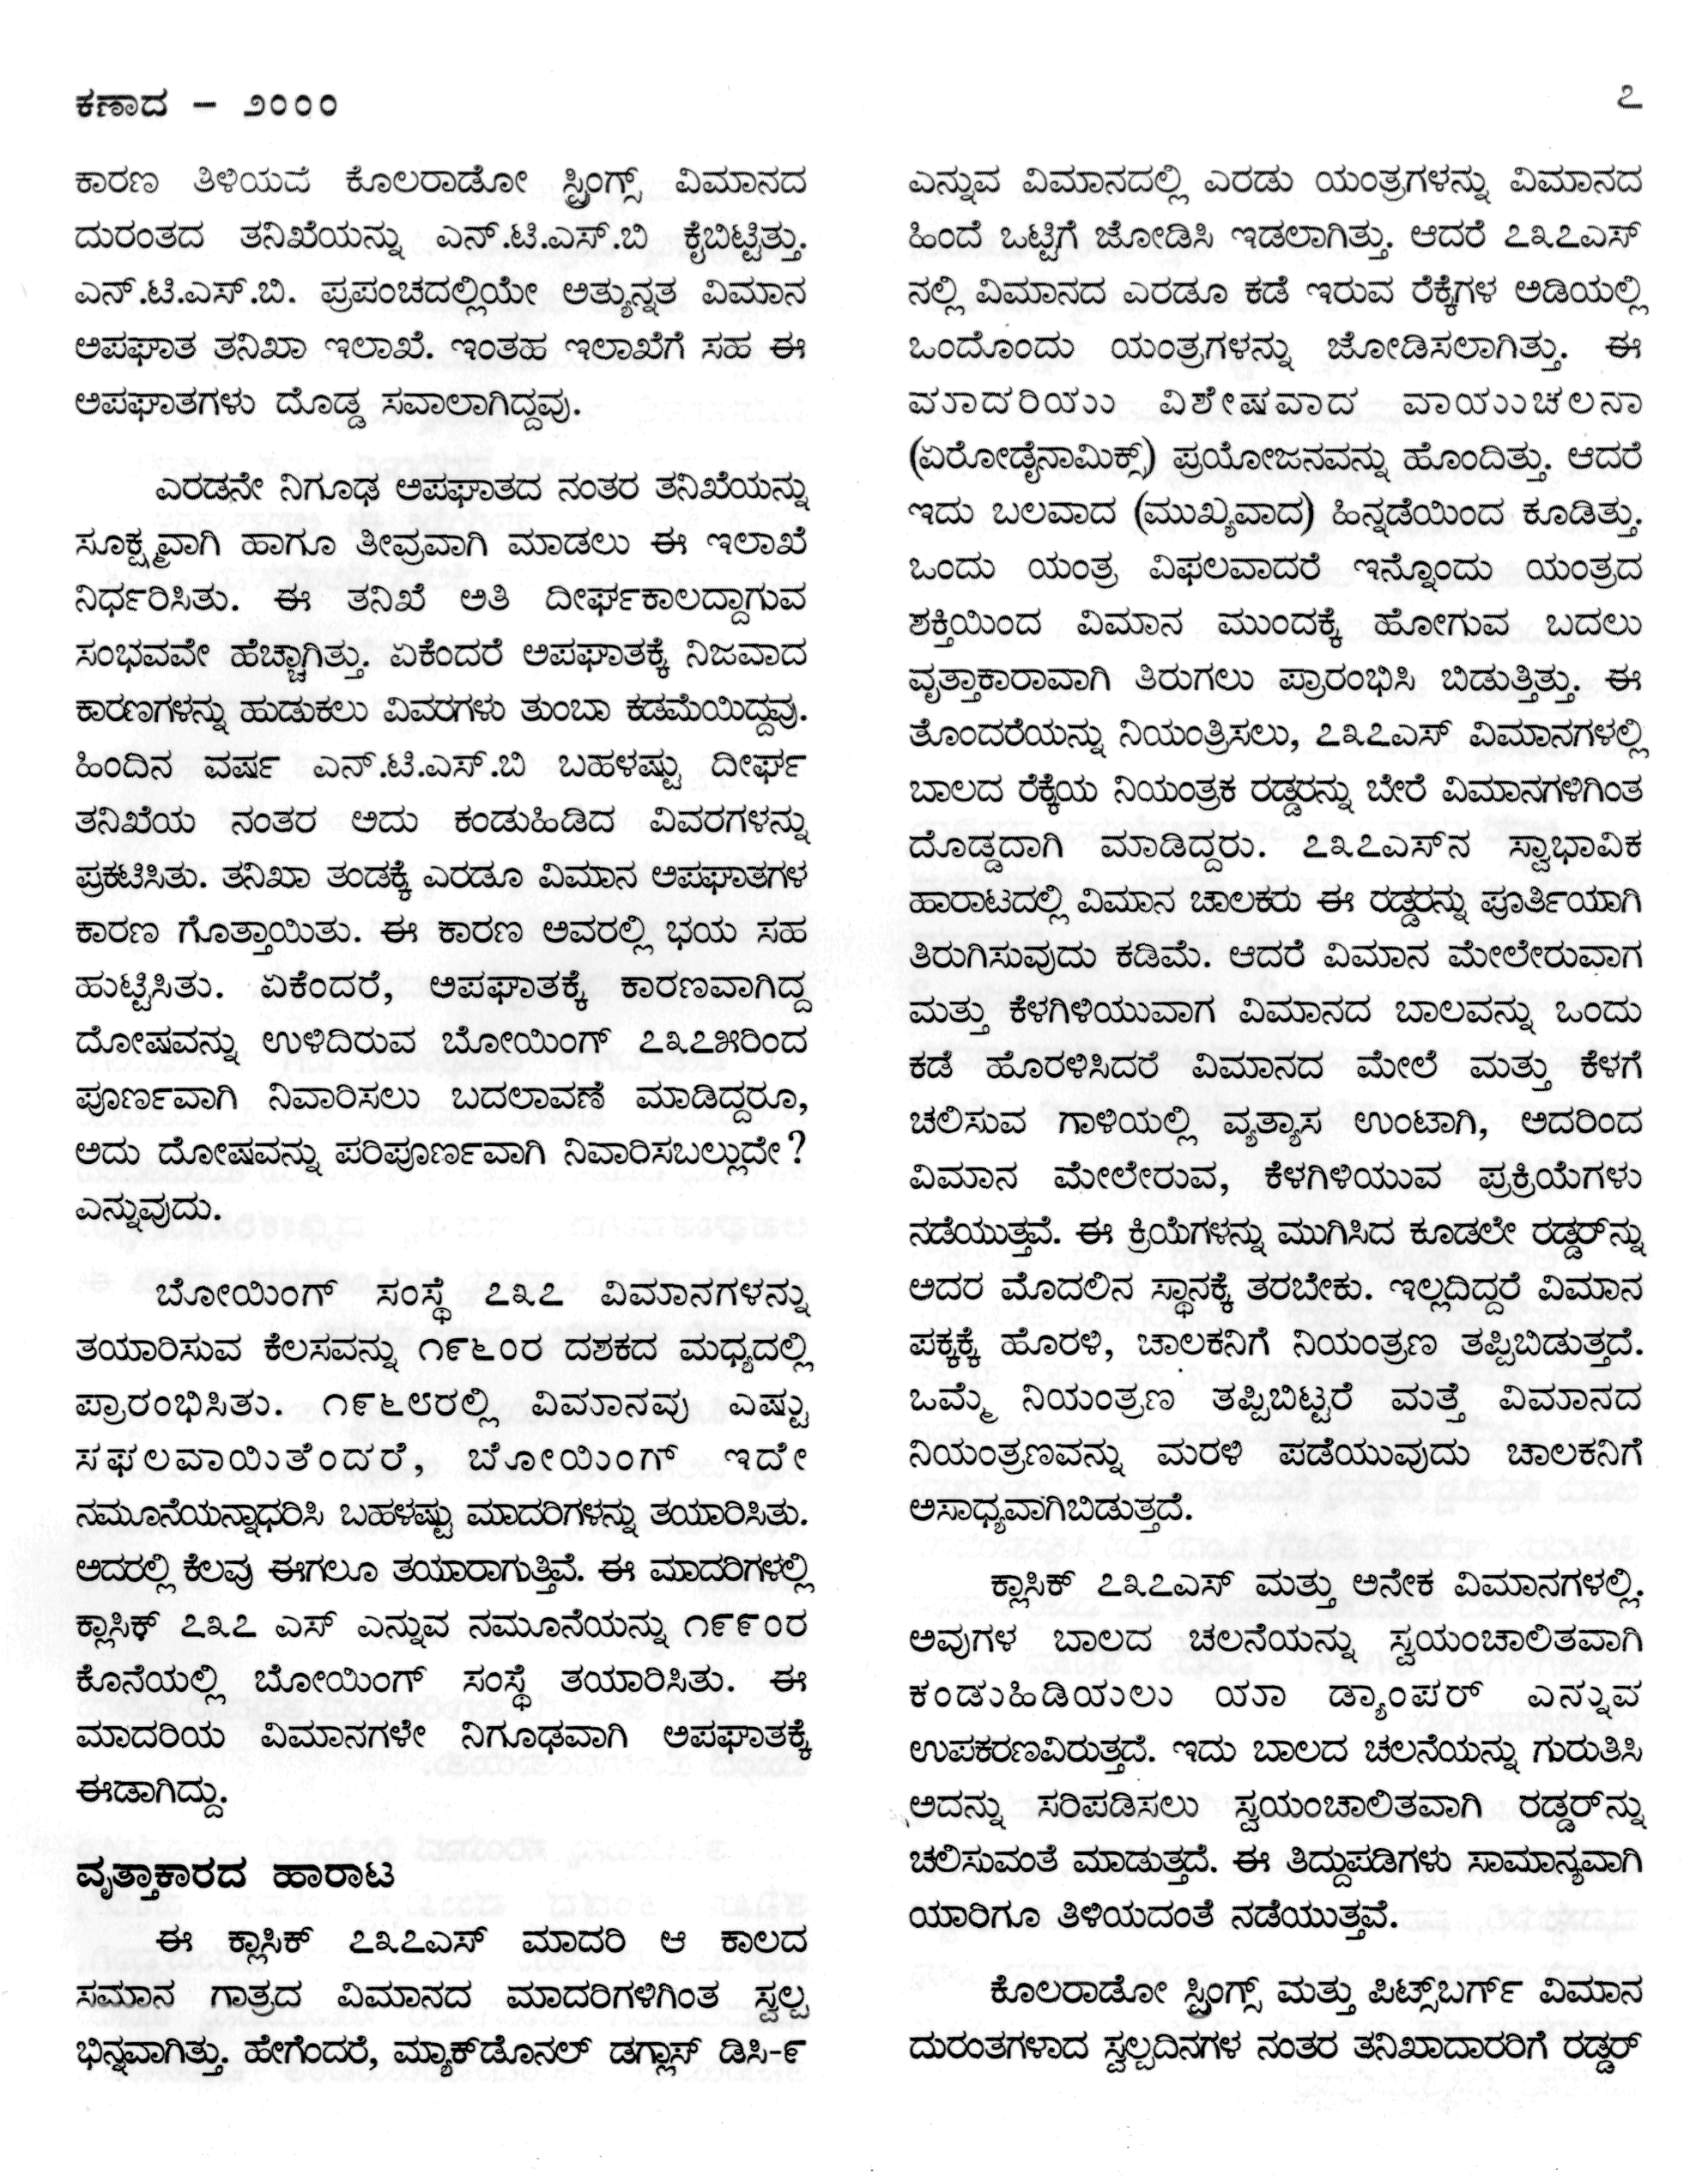 ಕಣಾದ – ೨೦೦೦
೭
ಕಾರಣ ತಿಳಿಯದೆ ಕೊಲರಾಡೋ ಸ್ಪ್ರಿಂಗ್ಸ್ ವಿಮಾನದ
ದುರಂತದ ತನಿಖೆಯನ್ನು ಎನ್.ಟಿ.ಎಸ್.ಬಿ ಕೈಬಿಟ್ಟಿತ್ತು.
ಎನ್.ಟಿ.ಎಸ್.ಬಿ. ಪ್ರಪಂಚದಲ್ಲಿಯೇ ಅತ್ಯುನ್ನತ ವಿಮಾನ
ಅಪಘಾತ ತನಿಖಾ ಇಲಾಖೆ. ಇಂತಹ ಇಲಾಖೆಗೆ ಸಹ ಈ
ಅಪಘಾತಗಳು ದೊಡ್ಡ ಸವಾಲಾಗಿದ್ದವು.
ಎರಡನೇ ನಿಗೂಢ ಅಪಘಾತದ ನಂತರ ತನಿಖೆಯನ್ನು
ಸೂಕ್ಷ್ಮವಾಗಿ ಹಾಗೂ ತೀವ್ರವಾಗಿ ಮಾಡಲು ಈ ಇಲಾಖೆ
ನಿರ್ಧರಿಸಿತು. ಈ ತನಿಖೆ ಅತಿ ದೀರ್ಘಕಾಲದ್ದಾಗುವ
ಸಂಭವವೇ ಹೆಚ್ಚಾಗಿತ್ತು. ಏಕೆಂದರೆ ಅಪಘಾತಕ್ಕೆ ನಿಜವಾದ
ಕಾರಣಗಳನ್ನು ಹುಡುಕಲು ವಿವರಗಳು ತುಂಬಾ ಕಡಮೆಯಿದ್ದವು.
ಹಿಂದಿನ ವರ್ಷ ಎನ್.ಟಿ.ಎಸ್.ಬಿ ಬಹಳಷ್ಟು ದೀರ್ಘ
ತನಿಖೆಯ ನಂತರ ಅದು ಕಂಡುಹಿಡಿದ ವಿವರಗಳನ್ನು
ಪ್ರಕಟಿಸಿತು. ತನಿಖಾ ತಂಡಕ್ಕೆ ಎರಡೂ ವಿಮಾನ ಅಪಘಾತಗಳ
ಕಾರಣ ಗೊತ್ತಾಯಿತು. ಈ ಕಾರಣ ಅವರಲ್ಲಿ ಭಯ ಸಹ
ಹುಟ್ಟಿಸಿತು. ಏಕೆಂದರೆ, ಅಪಘಾತಕ್ಕೆ ಕಾರಣವಾಗಿದ್ದ
ದೋಷವನ್ನು ಉಳಿದಿರುವ ಬೋಯಿಂಗ್ ೭೩೭೫ರಿಂದ
ಪೂರ್ಣವಾಗಿ ನಿವಾರಿಸಲು ಬದಲಾವಣೆ ಮಾಡಿದ್ದರೂ,
ಅದು ದೋಷವನ್ನು ಪರಿಪೂರ್ಣವಾಗಿ ನಿವಾರಿಸಬಲ್ಲುದೇ?
ಎನ್ನುವುದು.
ಬೋಯಿಂಗ್ ಸಂಸ್ಥೆ ೭೩೭ ವಿಮಾನಗಳನ್ನು
ತಯಾರಿಸುವ ಕೆಲಸವನ್ನು ೧೯೬೦ರ ದಶಕದ ಮಧ್ಯದಲ್ಲಿ
ಪ್ರಾರಂಭಿಸಿತು. ೧೯೬೮ರಲ್ಲಿ ವಿಮಾನವು ಎಷ್ಟು
ಸಫಲವಾಯಿತೆಂದರೆ, ಬೋಯಿಂಗ್ ಇದೇ
ನಮೂನೆಯನ್ನಾಧರಿಸಿ ಬಹಳಷ್ಟು ಮಾದರಿಗಳನ್ನು ತಯಾರಿಸಿತು.
ಅದರಲ್ಲಿ ಕೆಲವು ಈಗಲೂ ತಯಾರಾಗುತ್ತಿವೆ. ಈ ಮಾದರಿಗಳಲ್ಲಿ
ಕ್ಲಾಸಿಕ್ ೭೩೭ ಎಸ್ ಎನ್ನುವ ನಮೂನೆಯನ್ನು ೧೯೯೦ರ
ಕೊನೆಯಲ್ಲಿ ಬೋಯಿಂಗ್ ಸಂಸ್ಥೆ ತಯಾರಿಸಿತು. ಈ
ಮಾದರಿಯ ವಿಮಾನಗಳೇ ನಿಗೂಢವಾಗಿ ಅಪಘಾತಕ್ಕೆ
ಈಡಾಗಿದ್ದು.
ವೃತ್ತಾಕಾರದ ಹಾರಾಟ
ಈ ಕ್ಲಾಸಿಕ್ ೭೩೭ಎಸ್ ಮಾದರಿ ಆ ಕಾಲದ
ಸಮಾನ ಗಾತ್ರದ ವಿಮಾನದ ಮಾದರಿಗಳಿಗಿಂತ ಸ್ವಲ್ಪ
ಭಿನ್ನವಾಗಿತ್ತು. ಹೇಗೆಂದರೆ, ಮ್ಯಾಕ್‌ಡೊನಲ್ ಡಗ್ಲಾಸ್ ಡಿಸಿ-೯
ಎನ್ನುವ ವಿಮಾನದಲ್ಲಿ ಎರಡು ಯಂತ್ರಗಳನ್ನು ವಿಮಾನದ
ಹಿಂದೆ ಒಟ್ಟಿಗೆ ಜೋಡಿಸಿ ಇಡಲಾಗಿತ್ತು. ಆದರೆ ೭೩೭ಎಸ್
ನಲ್ಲಿ ವಿಮಾನದ ಎರಡೂ ಕಡೆ ಇರುವ ರೆಕ್ಕೆಗಳ ಅಡಿಯಲ್ಲಿ
ಒಂದೊಂದು ಯಂತ್ರಗಳನ್ನು ಜೋಡಿಸಲಾಗಿತ್ತು. ಈ
ಮಾದರಿಯು ವಿಶೇಷವಾದ ವಾಯುಚಲನಾ
(ಏರೋಡೈನಾಮಿಕ್ಸ್) ಪ್ರಯೋಜನವನ್ನು ಹೊಂದಿತ್ತು. ಆದರೆ
ಇದು ಬಲವಾದ (ಮುಖ್ಯವಾದ) ಹಿನ್ನಡೆಯಿಂದ ಕೂಡಿತ್ತು.
ಒಂದು ಯಂತ್ರ ವಿಫಲವಾದರೆ ಇನ್ನೊಂದು ಯಂತ್ರದ
ಶಕ್ತಿಯಿಂದ ವಿಮಾನ ಮುಂದಕ್ಕೆ ಹೋಗುವ ಬದಲು
ವೃತ್ತಾಕಾರಾವಾಗಿ ತಿರುಗಲು ಪ್ರಾರಂಭಿಸಿ ಬಿಡುತ್ತಿತ್ತು. ಈ
ತೊಂದರೆಯನ್ನು ನಿಯಂತ್ರಿಸಲು, ೭೩೭ಎಸ್ ವಿಮಾನಗಳಲ್ಲಿ
ಬಾಲದ ರೆಕ್ಕೆಯ ನಿಯಂತ್ರಕ ರಡ್ಡರನ್ನು ಬೇರೆ ವಿಮಾನಗಳಿಗಿಂತ
ದೊಡ್ಡದಾಗಿ ಮಾಡಿದ್ದರು. ೭೩೭ಎಸ್‌ನ ಸ್ವಾಭಾವಿಕ
ಹಾರಾಟದಲ್ಲಿ ವಿಮಾನ ಚಾಲಕರು ಈ ರಡ್ಡರನ್ನು ಪೂರ್ತಿಯಾಗಿ
ತಿರುಗಿಸುವುದು ಕಡಿಮೆ. ಆದರೆ ವಿಮಾನ ಮೇಲೇರುವಾಗ
ಮತ್ತು ಕೆಳಗಿಳಿಯುವಾಗ ವಿಮಾನದ ಬಾಲವನ್ನು ಒಂದು
ಕಡೆ ಹೊರಳಿಸಿದರೆ ವಿಮಾನದ ಮೇಲೆ ಮತ್ತು ಕೆಳಗೆ
ಚಲಿಸುವ ಗಾಳಿಯಲ್ಲಿ ವ್ಯತ್ಯಾಸ ಉಂಟಾಗಿ, ಅದರಿಂದ
ವಿಮಾನ ಮೇಲೇರುವ, ಕೆಳಗಿಳಿಯುವ ಪ್ರಕ್ರಿಯೆಗಳು
ನಡೆಯುತ್ತವೆ. ಈ ಕ್ರಿಯೆಗಳನ್ನು ಮುಗಿಸಿದ ಕೂಡಲೇ ರಡ್ಡರ್‌ನ್ನು
ಅದರ ಮೊದಲಿನ ಸ್ಥಾನಕ್ಕೆ ತರಬೇಕು. ಇಲ್ಲದಿದ್ದರೆ ವಿಮಾನ
ಪಕ್ಕಕ್ಕೆ ಹೊರಳಿ, ಚಾಲಕನಿಗೆ ನಿಯಂತ್ರಣ ತಪ್ಪಿಬಿಡುತ್ತದೆ.
ಒಮ್ಮೆ ನಿಯಂತ್ರಣ ತಪ್ಪಿಬಿಟ್ಟರೆ ಮತ್ತೆ ವಿಮಾನದ
ನಿಯಂತ್ರಣವನ್ನು ಮರಳಿ ಪಡೆಯುವುದು ಚಾಲಕನಿಗೆ
ಅಸಾಧ್ಯವಾಗಿಬಿಡುತ್ತದೆ.
ಕ್ಲಾಸಿಕ್ ೭೩೭ಎಸ್ ಮತ್ತು ಅನೇಕ ವಿಮಾನಗಳಲ್ಲಿ.
ಅವುಗಳ ಬಾಲದ ಚಲನೆಯನ್ನು ಸ್ವಯಂಚಾಲಿತವಾಗಿ
ಕಂಡುಹಿಡಿಯಲು ಯಾ ಡ್ಯಾಂಪರ್ ಎನ್ನುವ
ಉಪಕರಣವಿರುತ್ತದೆ. ಇದು ಬಾಲದ ಚಲನೆಯನ್ನು ಗುರುತಿಸಿ
ಅದನ್ನು ಸರಿಪಡಿಸಲು ಸ್ವಯಂಚಾಲಿತವಾಗಿ ರಡ್ಡರ್‌ನ್ನು
ಚಲಿಸುವಂತೆ ಮಾಡುತ್ತದೆ. ಈ ತಿದ್ದುಪಡಿಗಳು ಸಾಮಾನ್ಯವಾಗಿ
ಯಾರಿಗೂ ತಿಳಿಯದಂತೆ ನಡೆಯುತ್ತವೆ.
ಕೊಲರಾಡೋ ಸ್ಪ್ರಿಂಗ್ಸ್ ಮತ್ತು ಪಿಟ್ಸ್‌ಬರ್ಗ್ ವಿಮಾನ
ದುರಂತಗಳಾದ ಸ್ವಲ್ಪದಿನಗಳ ನಂತರ ತನಿಖಾದಾರರಿಗೆ ರಡ್ಡರ್